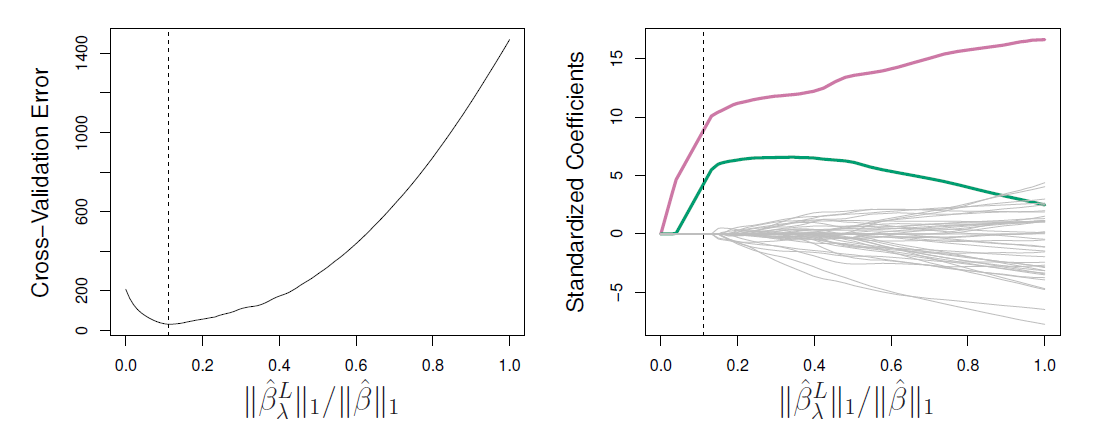 Cross−Validation Error
0 200 600 1000 1400
0.0 0.2 0.4 0.6 0.8 1.0
‖β̂ᴸ_λ‖₁/‖β̂‖₁
Standardized Coefficients
−5 0 5 10 15
0.0 0.2 0.4 0.6 0.8 1.0
‖β̂ᴸ_λ‖₁/‖β̂‖₁